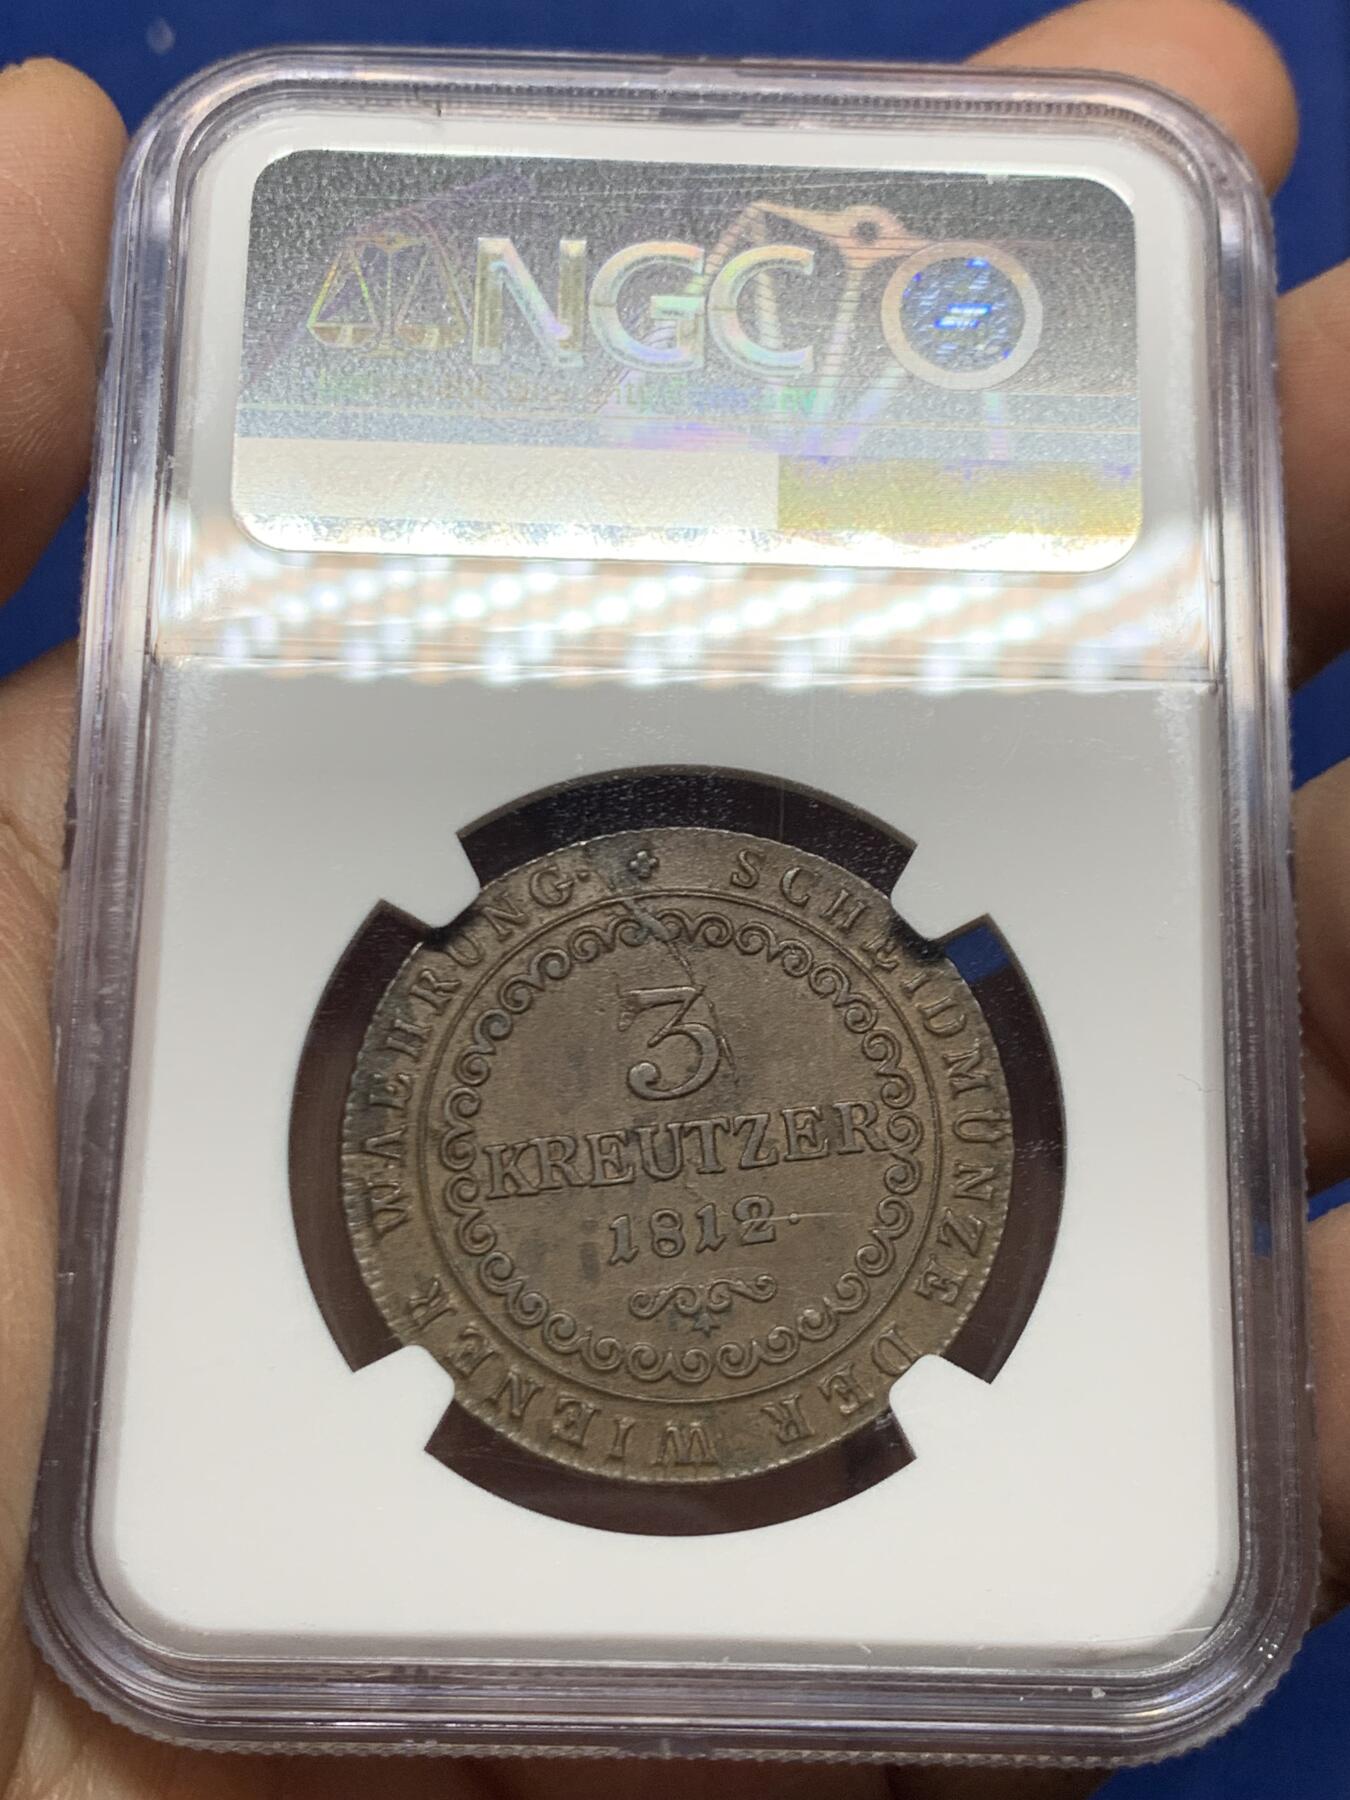 NGC
SCHEIDMÜNZE DER WIENER WAEHRUNG.
3
KREUTZER
1812.